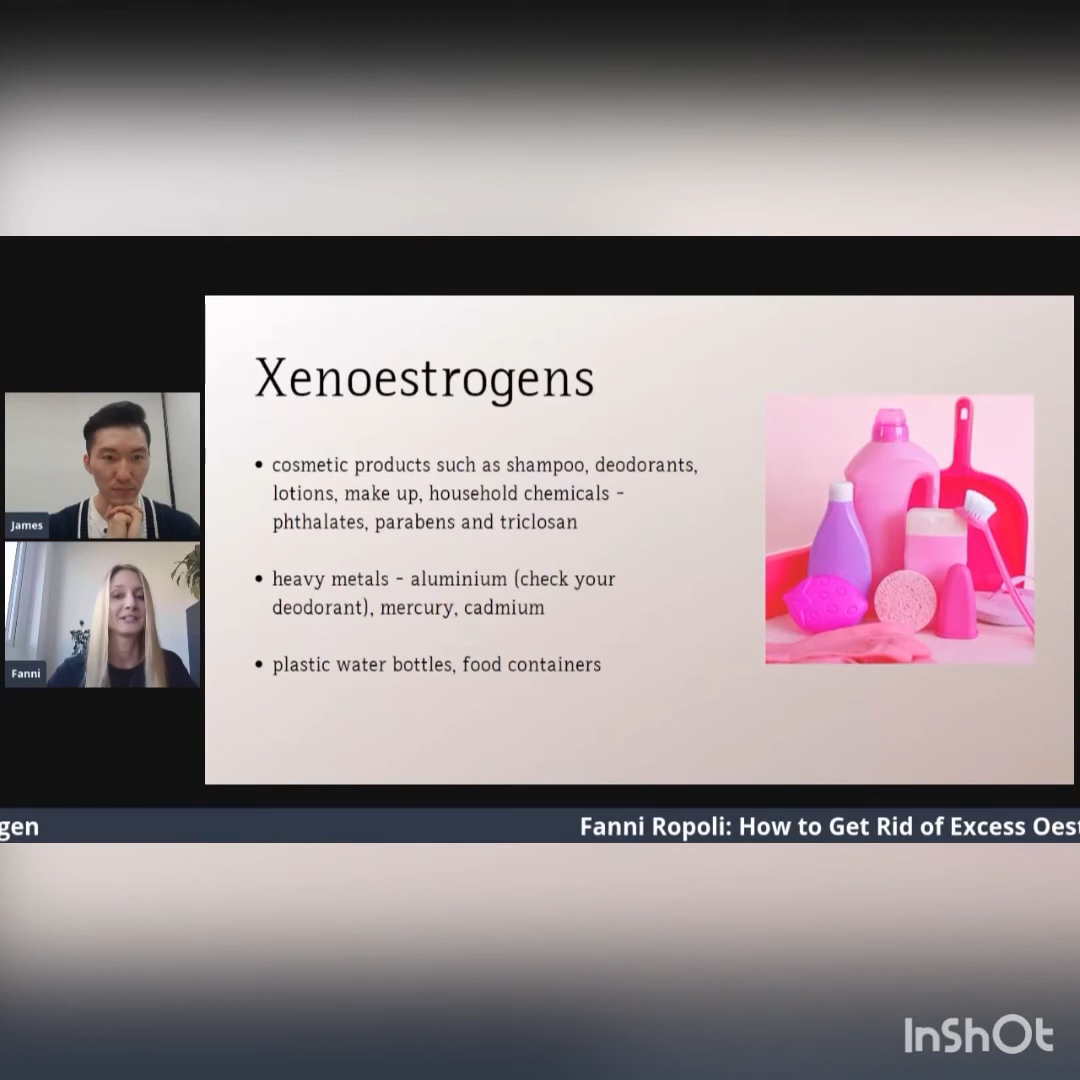 Xenoestrogens
• cosmetic products such as shampoo, deodorants,
lotions, make up, household chemicals -
phthalates, parabens and triclosan
• heavy metals - aluminium (check your
deodorant), mercury, cadmium
• plastic water bottles, food containers
James
Fanni
gen
Fanni Ropoli: How to Get Rid of Excess Oest
InShOt